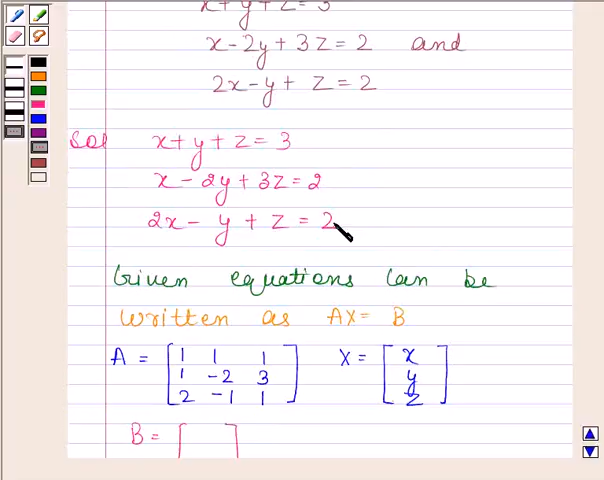 x+y+z=3
x-2y+3z=2 and
2x-y+z=2
Sol x+y+z=3
x-2y+3z=2
2x-y+z=2
Given equations can be
written as AX= B
A = [1 1 1 X = [x
1 -2 3 y
2 -1 1] z]
B= [ ]